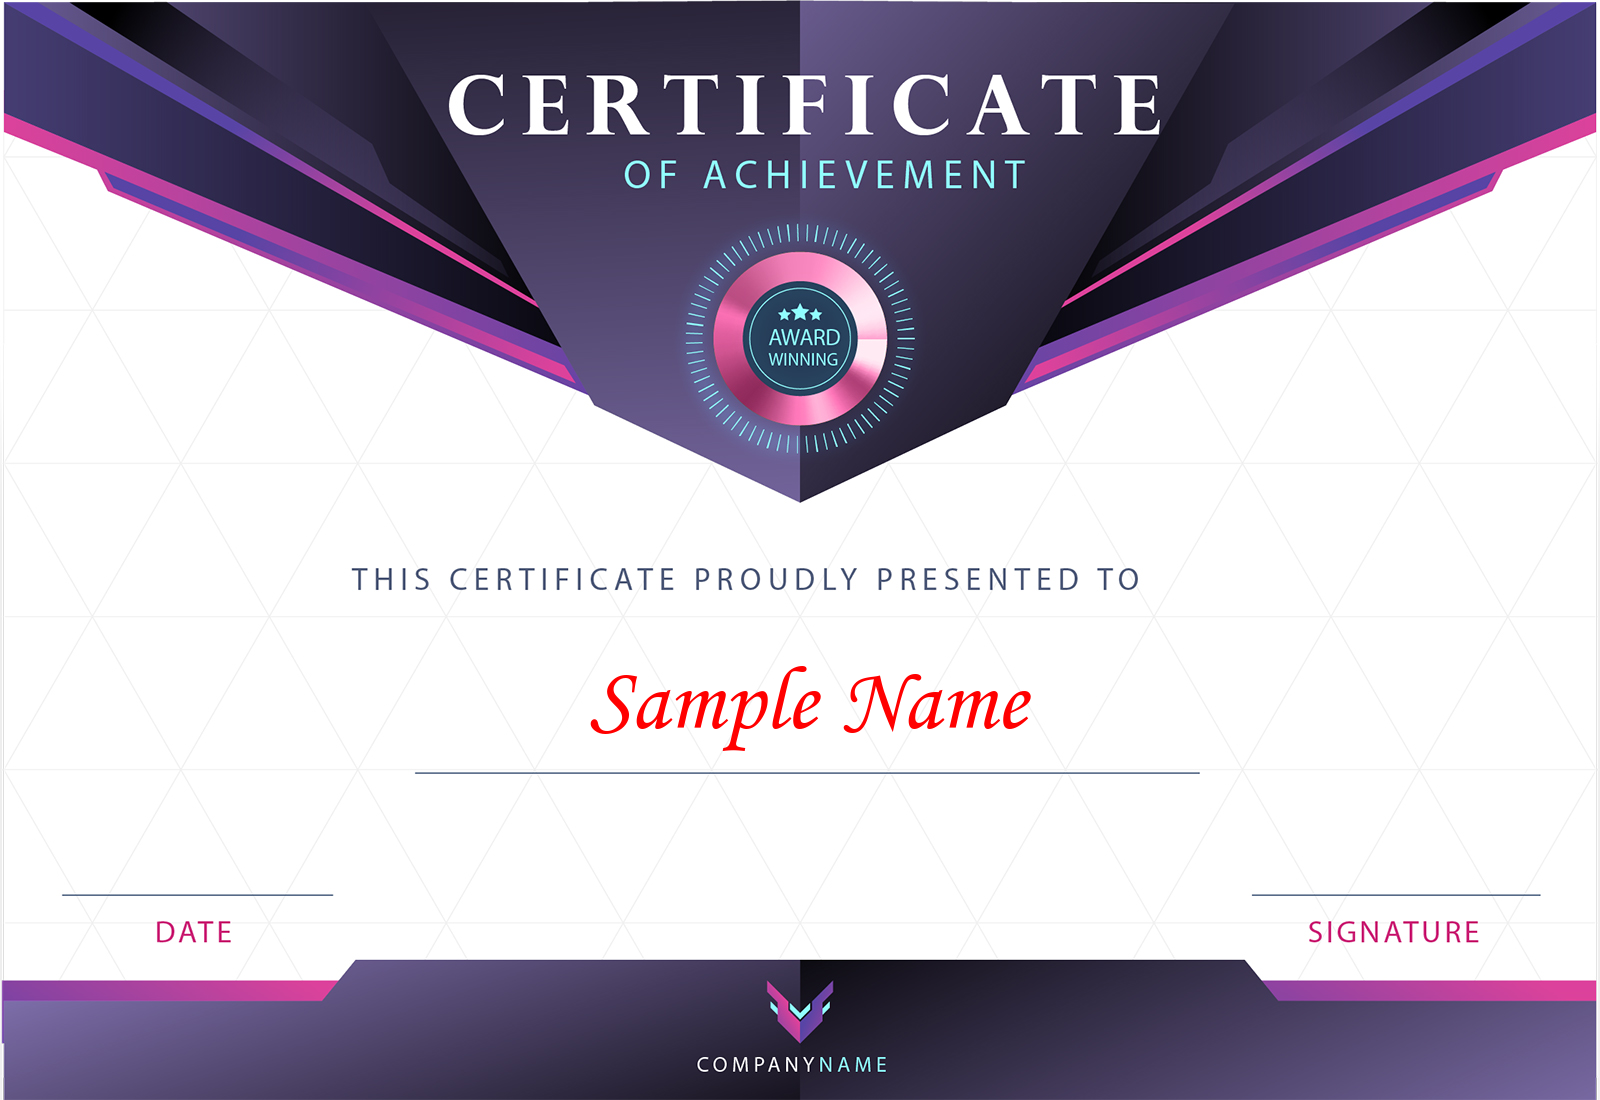 CERTIFICATE
OF ACHIEVEMENT
AWARD
WINNING
THIS CERTIFICATE PROUDLY PRESENTED TO
Sample Name
DATE
SIGNATURE
COMPANYNAME